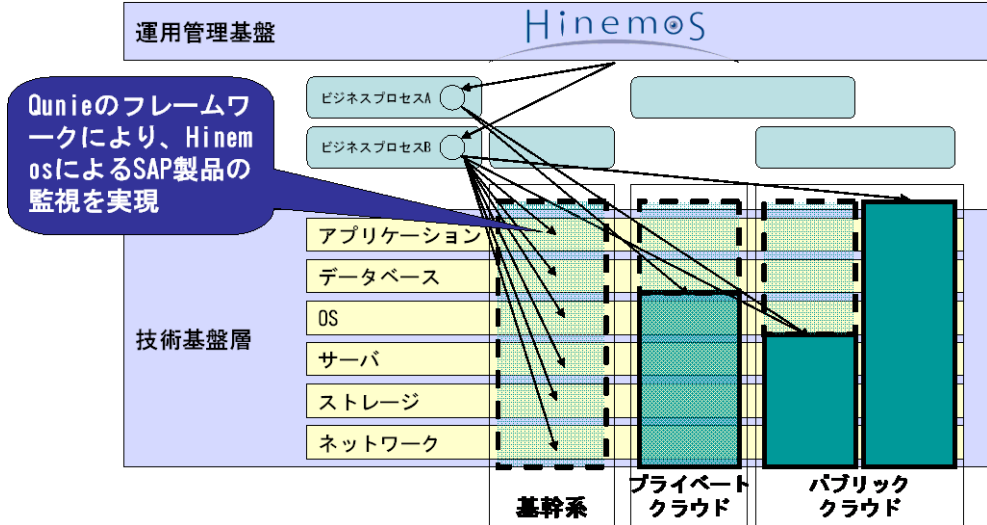 運用管理基盤
Hinemos
Qunieのフレームワ
ークにより、Hinem
osによるSAP製品の
監視を実現
ビジネスプロセスA
ビジネスプロセスB
技術基盤層
アプリケーション
データベース
OS
サーバ
ストレージ
ネットワーク
基幹系
プライベート
クラウド
パブリック
クラウド